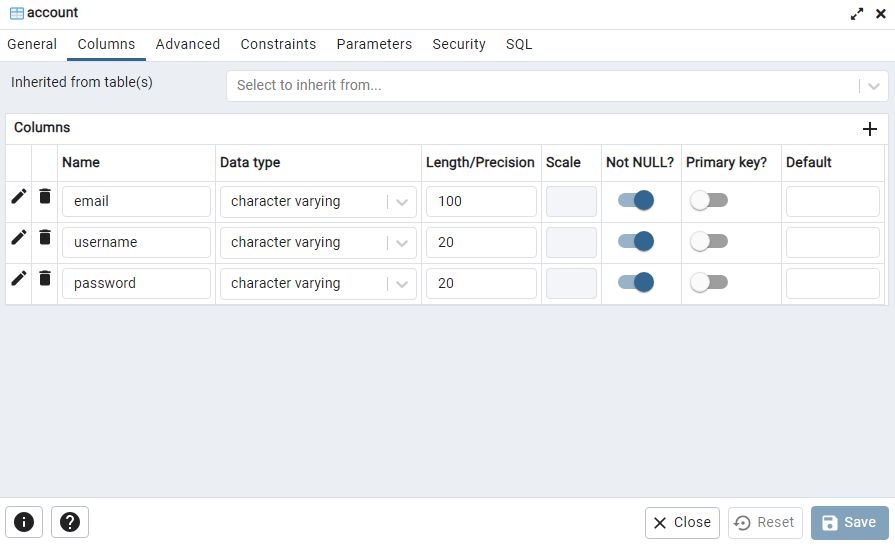 account
General Columns Advanced Constraints Parameters Security SQL
Inherited from table(s) Select to inherit from...
Columns
Name Data type Length/Precision Scale Not NULL? Primary key? Default
email character varying 100
username character varying 20
password character varying 20
Close Reset Save